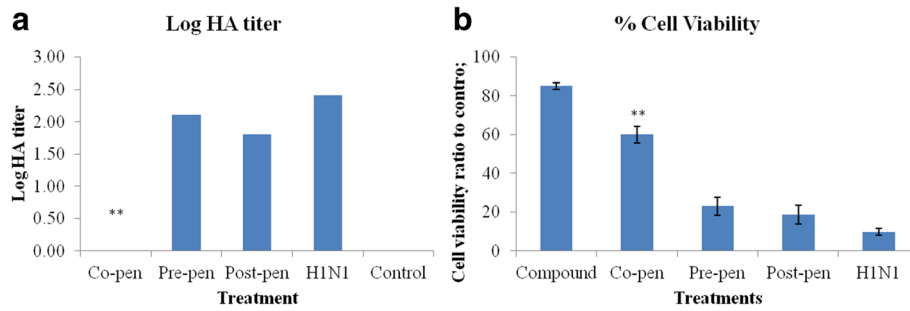 a
Log HA titer
Log HA titer
3.00
2.50
2.00
1.50
1.00
0.50
0.00
**
Co-pen Pre-pen Post-pen H1N1 Control
Treatment
b
% Cell Viability
Cell viability ratio to contro;
100
80
60
40
20
0
**
Compound Co-pen Pre-pen Post-pen H1N1
Treatments